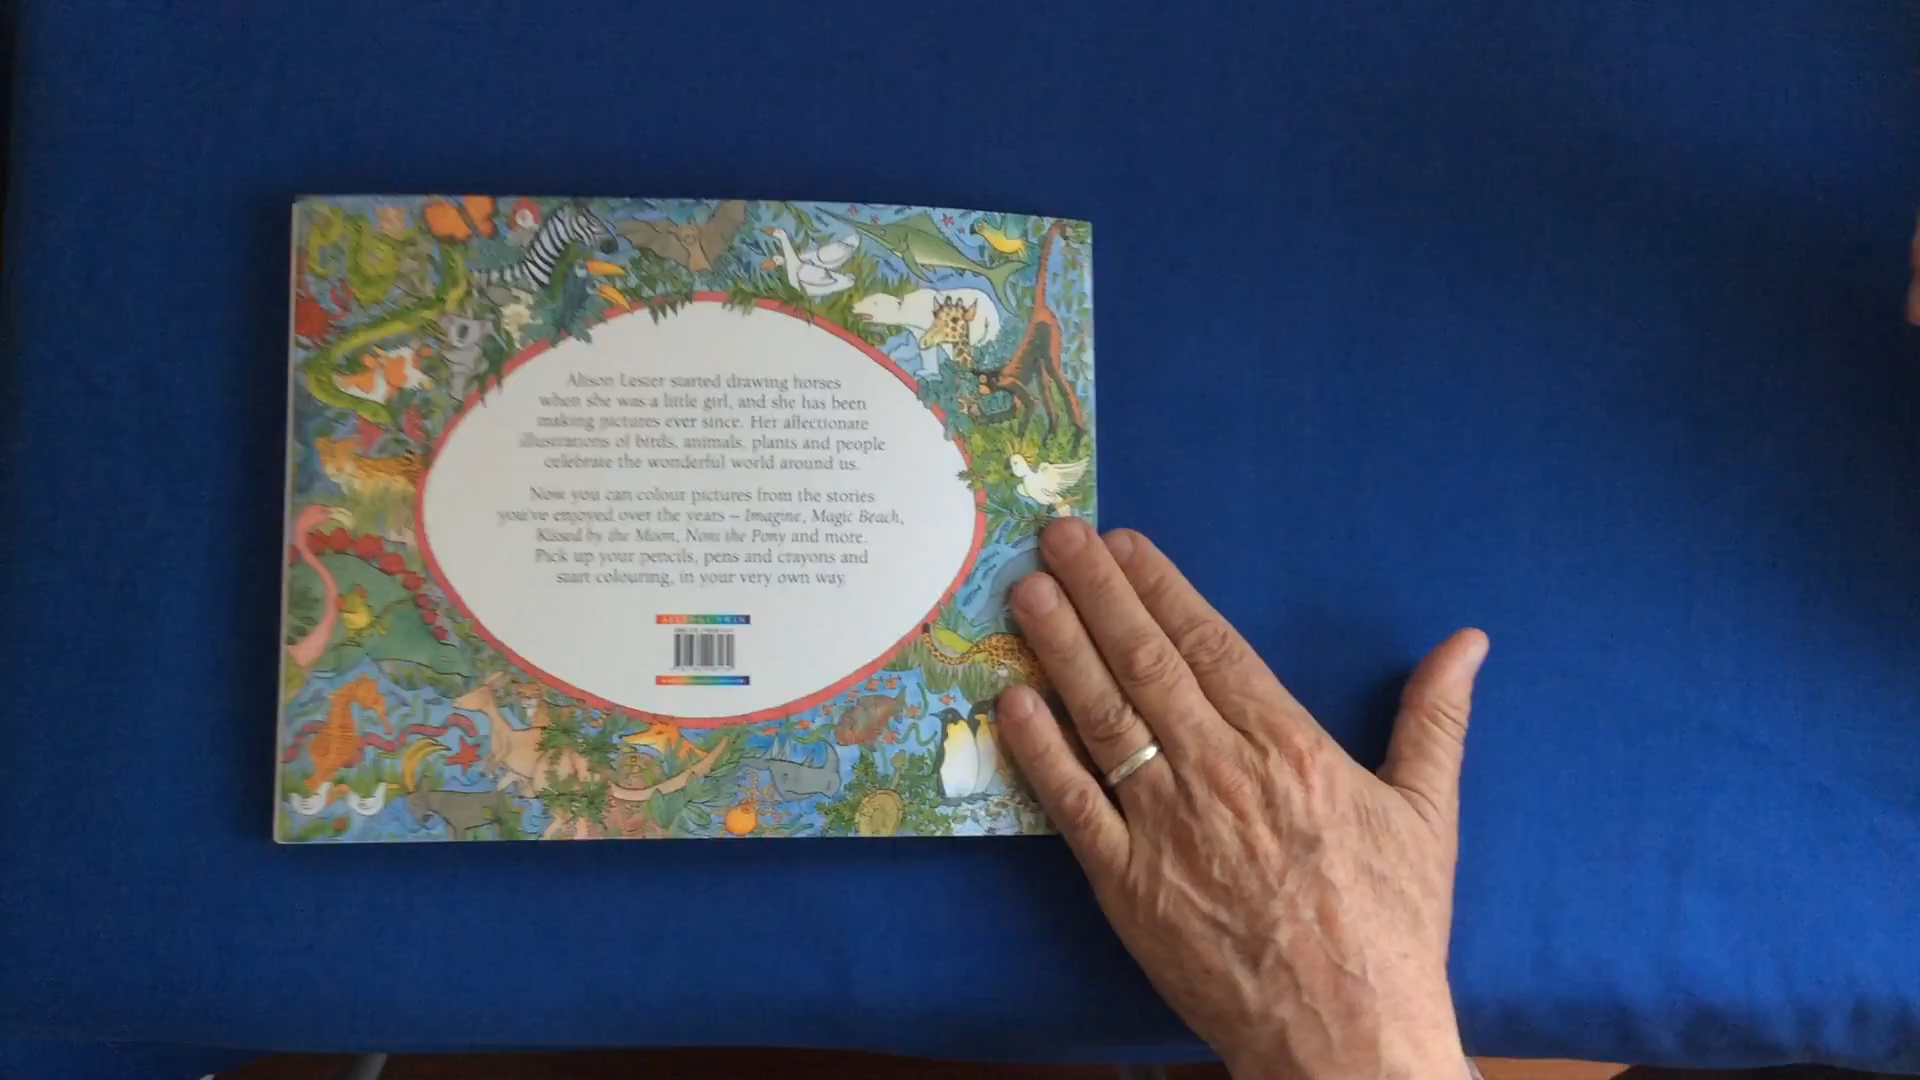 Alison Lester started drawing horses
when she was a little girl, and she has been
making pictures ever since. Her affectionate
illustrations of birds, animals, plants and people
celebrate the wonderful world around us.
Now you can colour pictures from the stories
you've enjoyed over the years – Imagine, Magic Beach,
Kissed by the Moon, Noni the Pony and more.
Pick up your pencils, pens and crayons and
start colouring, in your very own way.
ALLEN & UNWIN